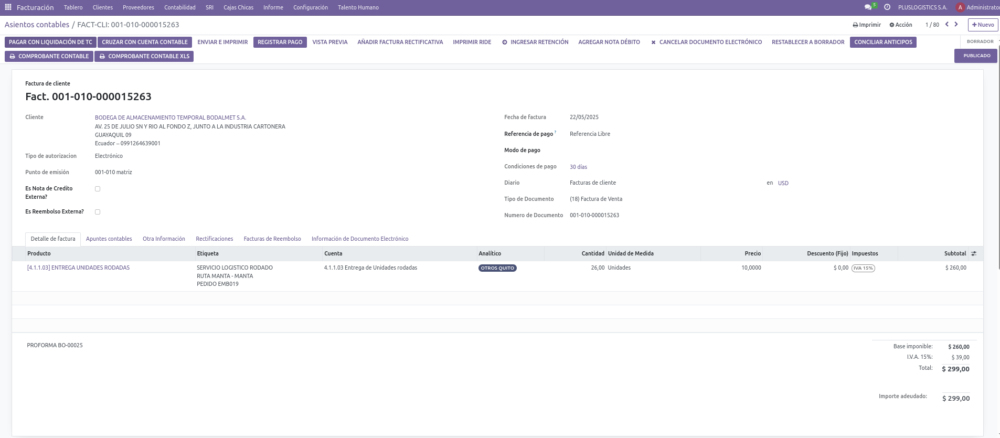 Facturación Tablero Clientes Proveedores Contabilidad SRI Cajas Chicas Informe Configuración Talento Humano 5 PLUSLOGISTICS S.A. A Administrator
Asientos contables / FACT-CLI: 001-010-000015263 Imprimir Acción 1 / 80 Nuevo
PAGAR CON LIQUIDACIÓN DE TC CRUZAR CON CUENTA CONTABLE ENVIAR E IMPRIMIR REGISTRAR PAGO VISTA PREVIA AÑADIR FACTURA RECTIFICATIVA IMPRIMIR RIDE INGRESAR RETENCIÓN AGREGAR NOTA DÉBITO CANCELAR DOCUMENTO ELECTRÓNICO RESTABLECER A BORRADOR CONCILIAR ANTICIPOS BORRADOR
COMPROBANTE CONTABLE COMPROBANTE CONTABLE XLS PUBLICADO
Factura de cliente
Fact. 001-010-000015263
Cliente BODEGA DE ALMACENAMIENTO TEMPORAL BODALMET S.A.
AV. 25 DE JULIO SN Y RIO AL FONDO Z, JUNTO A LA INDUSTRIA CARTONERA
GUAYAQUIL 09
Ecuador – 0991264639001
Tipo de autorizacion Electrónico
Punto de emisión 001-010 matriz
Es Nota de Credito
Externa?
Es Reembolso Externa?
Fecha de factura 22/05/2025
Referencia de pago ? Referencia Libre
Modo de pago
Condiciones de pago 30 días
Diario Facturas de cliente en USD
Tipo de Documento (18) Factura de Venta
Numero de Documento 001-010-000015263
Detalle de factura Apuntes contables Otra Información Rectificaciones Facturas de Reembolso Información de Documento Electrónico
Producto Etiqueta Cuenta Analítico Cantidad Unidad de Medida Precio Descuento (Fijo) Impuestos Subtotal
[4.1.1.03] ENTREGA UNIDADES RODADAS SERVICIO LOGISTICO RODADO 4.1.1.03 Entrega de Unidades rodadas OTROS QUITO 26,00 Unidades 10,0000 $ 0,00 IVA 15% $ 260,00
RUTA MANTA - MANTA
PEDIDO EMB019
PROFORMA BO-00025
Base imponible: $ 260,00
I.V.A. 15%: $ 39,00
Total: $ 299,00
Importe adeudado: $ 299,00